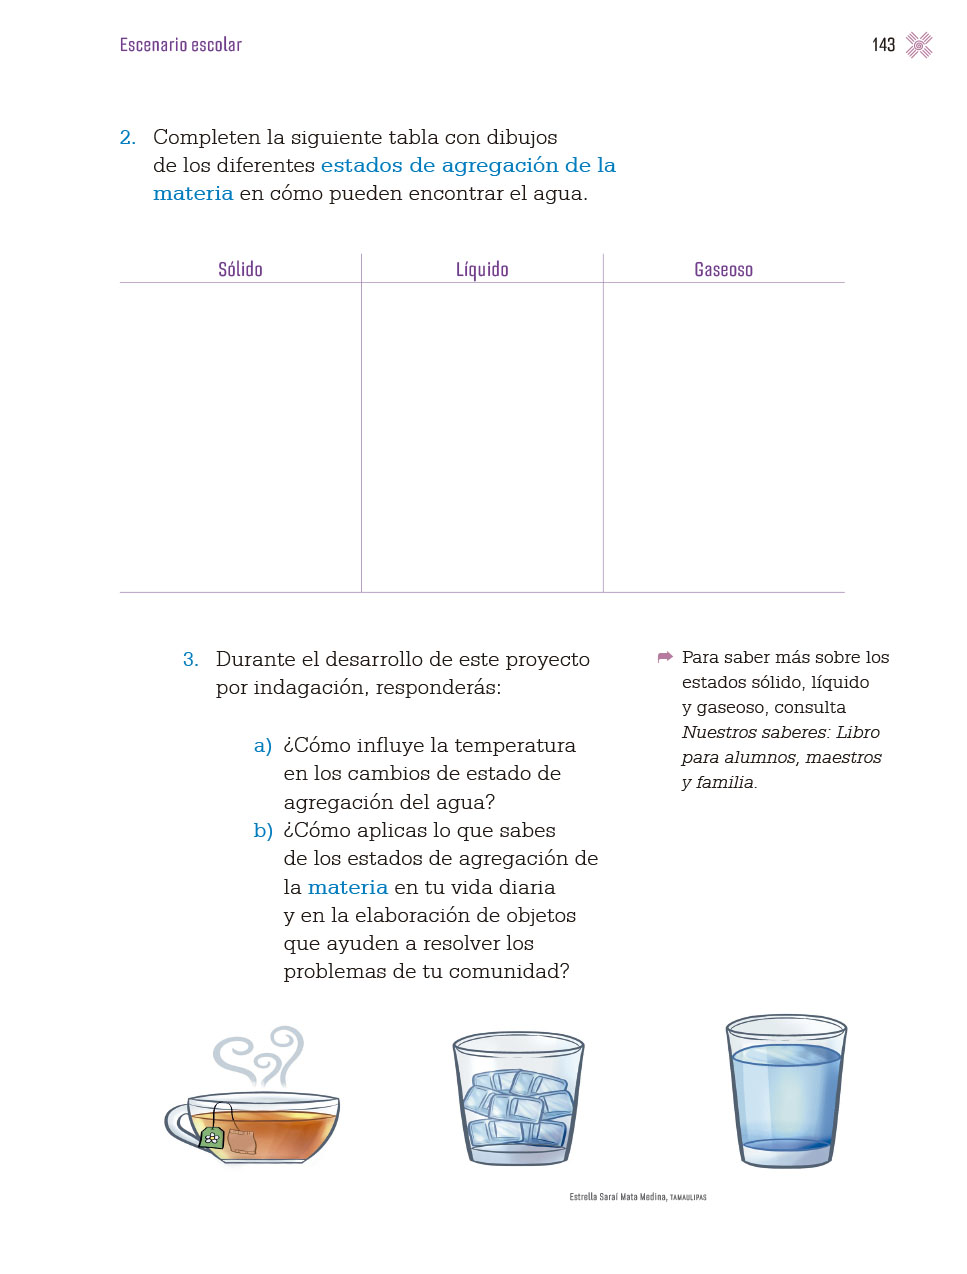 Escenario escolar
143
2. Completen la siguiente tabla con dibujos
de los diferentes estados de agregación de la
materia en cómo pueden encontrar el agua.
Sólido Líquido Gaseoso
3. Durante el desarrollo de este proyecto
por indagación, responderás:
a) ¿Cómo influye la temperatura
en los cambios de estado de
agregación del agua?
b) ¿Cómo aplicas lo que sabes
de los estados de agregación de
la materia en tu vida diaria
y en la elaboración de objetos
que ayuden a resolver los
problemas de tu comunidad?
Para saber más sobre los
estados sólido, líquido
y gaseoso, consulta
Nuestros saberes: Libro
para alumnos, maestros
y familia.
Estrella Saraí Mata Medina, TAMAULIPAS